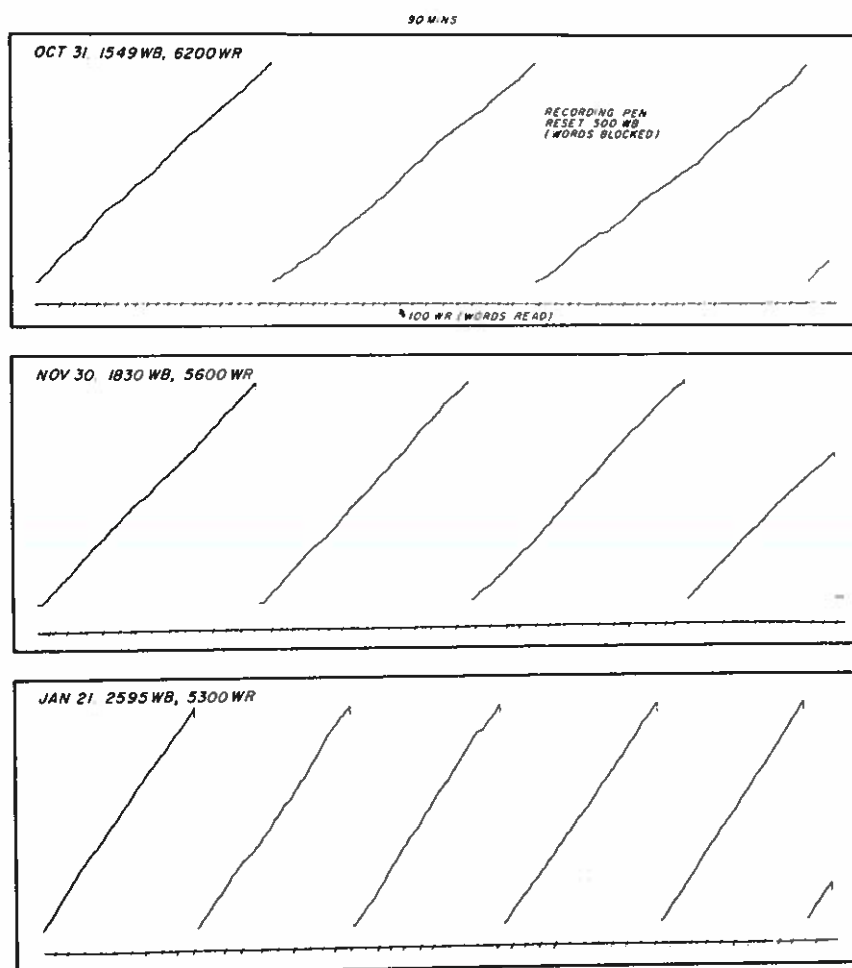 90 MINS
OCT 31, 1549 WB, 6200 WR
RECORDING PEN
RESET 500 WB
(WORDS BLOCKED)
100 WR (WORDS READ)
NOV 30, 1830 WB, 5600 WR
JAN 21, 2595 WB, 5300 WR